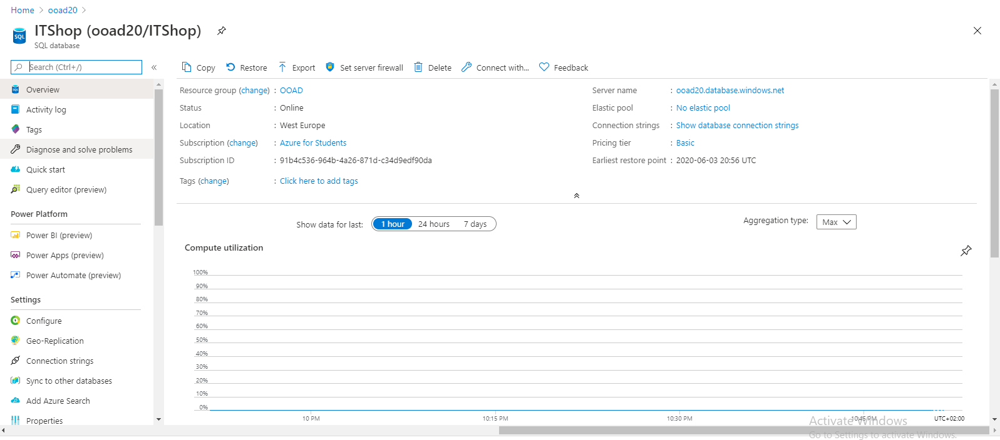 Home > ooad20 >
ITShop (ooad20/ITShop)
SQL database
Search (Ctrl+/)
«
Overview
Activity log
Tags
Diagnose and solve problems
Quick start
Query editor (preview)
Power Platform
Power BI (preview)
Power Apps (preview)
Power Automate (preview)
Settings
Configure
Geo-Replication
Connection strings
Sync to other databases
Add Azure Search
Properties
Copy Restore Export Set server firewall Delete Connect with... Feedback
Resource group (change) : OOAD
Status : Online
Location : West Europe
Subscription (change) : Azure for Students
Subscription ID : 91b4c536-964b-4a26-871d-c34d9edf90da
Tags (change) : Click here to add tags
Server name : ooad20.database.windows.net
Elastic pool : No elastic pool
Connection strings : Show database connection strings
Pricing tier : Basic
Earliest restore point : 2020-06-03 20:56 UTC
Show data for last: 1 hour 24 hours 7 days
Aggregation type: Max
Compute utilization
100%
90%
80%
70%
60%
50%
40%
30%
20%
10%
0%
10 PM 10:15 PM 10:30 PM 10:45 PM UTC+02:00
Activate Windows
Go to Settings to activate Windows.